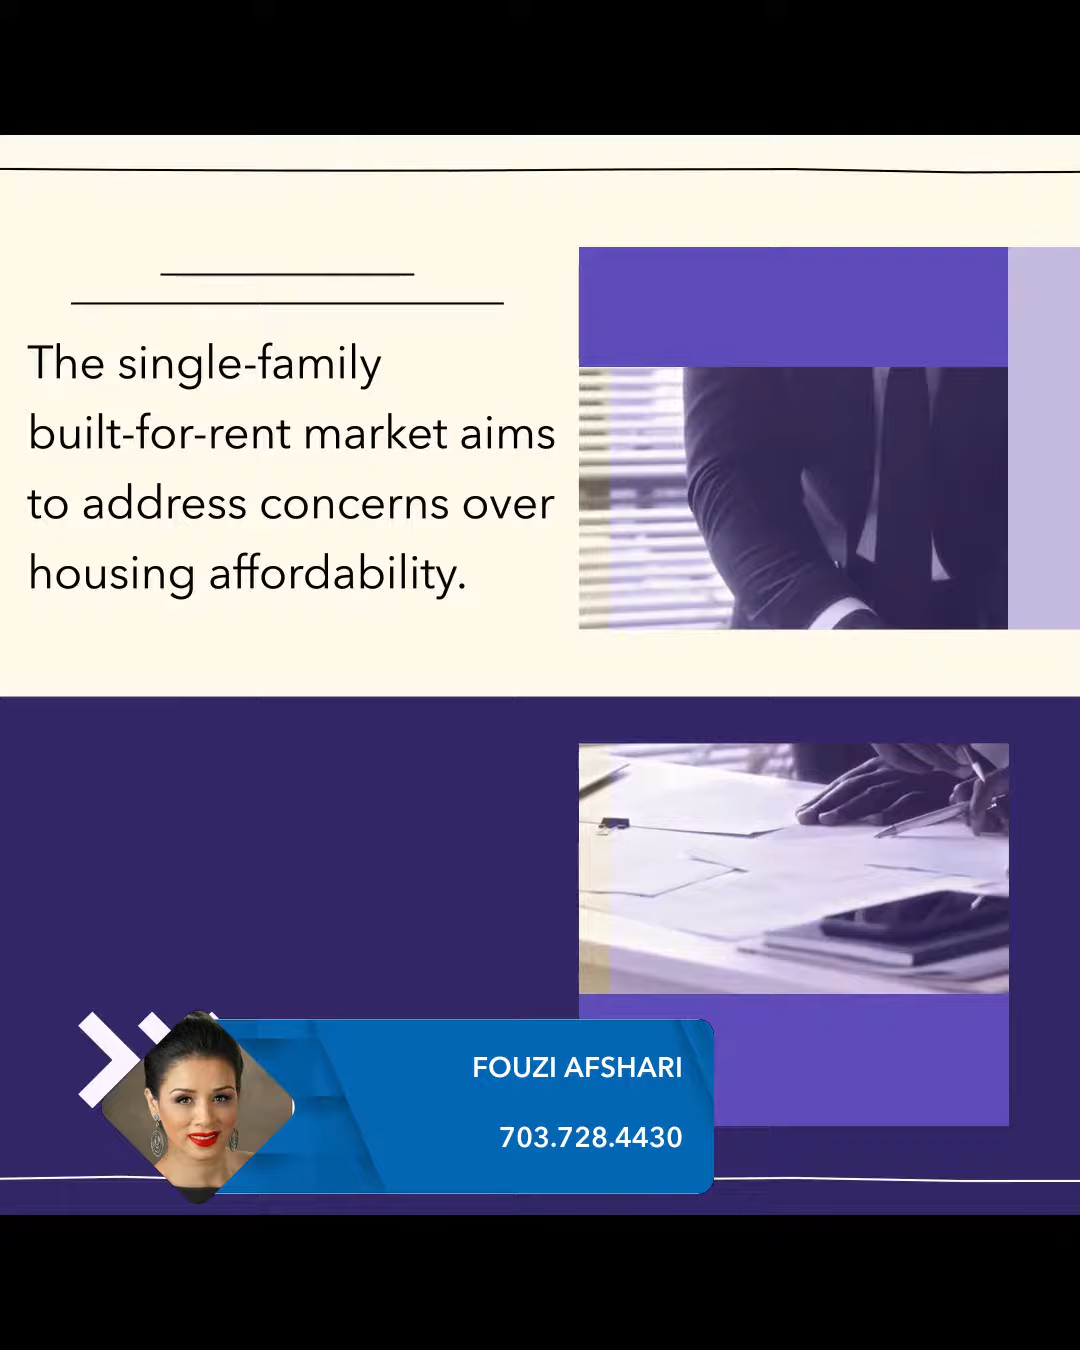 The single-family
built-for-rent market aims
to address concerns over
housing affordability.
FOUZI AFSHARI
703.728.4430